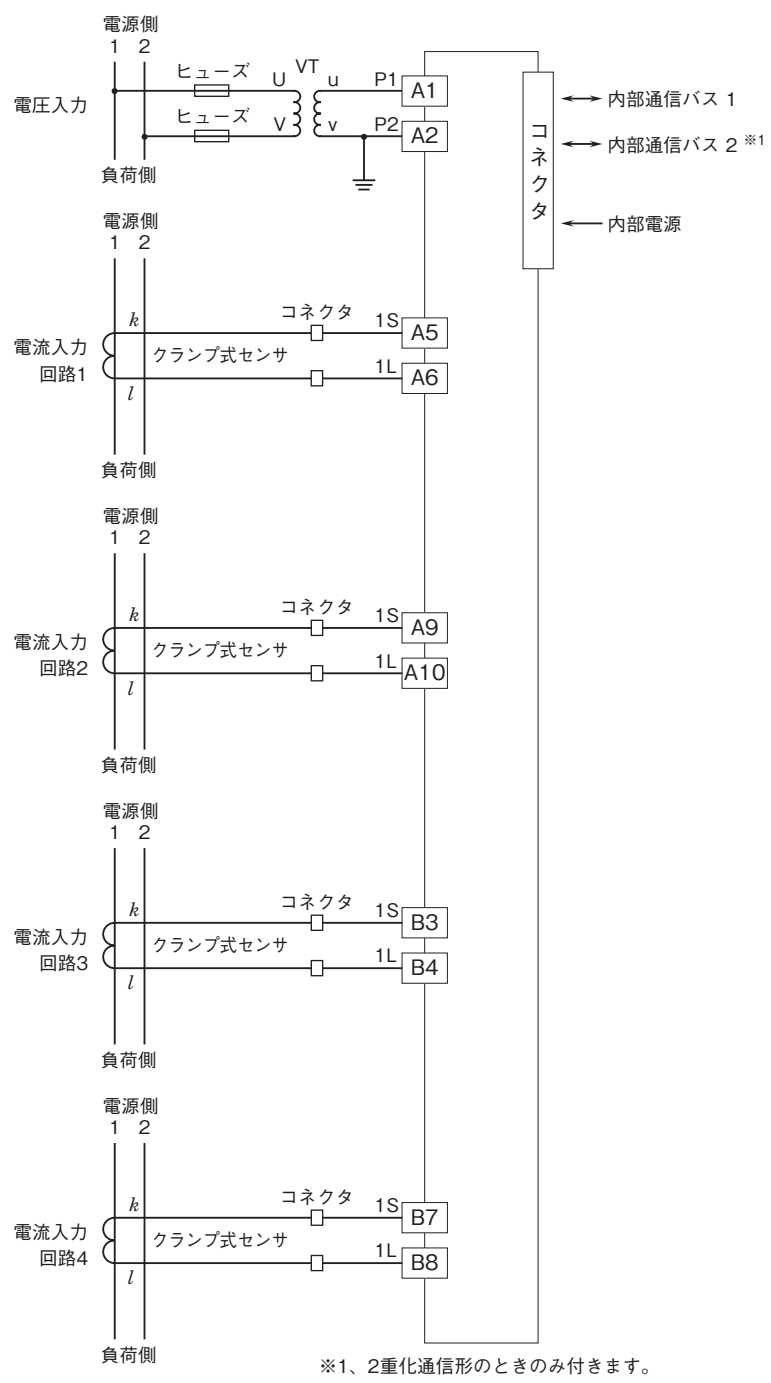 電源側
1 2
ヒューズ
U VT u P1 A1
電圧入力
ヒューズ
V v P2 A2
負荷側
コネクタ
内部通信バス 1
内部通信バス 2 ※1
内部電源
電源側
1 2
k コネクタ 1S A5
電流入力
回路1
クランプ式センサ
l 1L A6
負荷側
電源側
1 2
k コネクタ 1S A9
電流入力
回路2
クランプ式センサ
l 1L A10
負荷側
電源側
1 2
k コネクタ 1S B3
電流入力
回路3
クランプ式センサ
l 1L B4
負荷側
電源側
1 2
k コネクタ 1S B7
電流入力
回路4
クランプ式センサ
l 1L B8
負荷側
※1、2重化通信形のときのみ付きます。